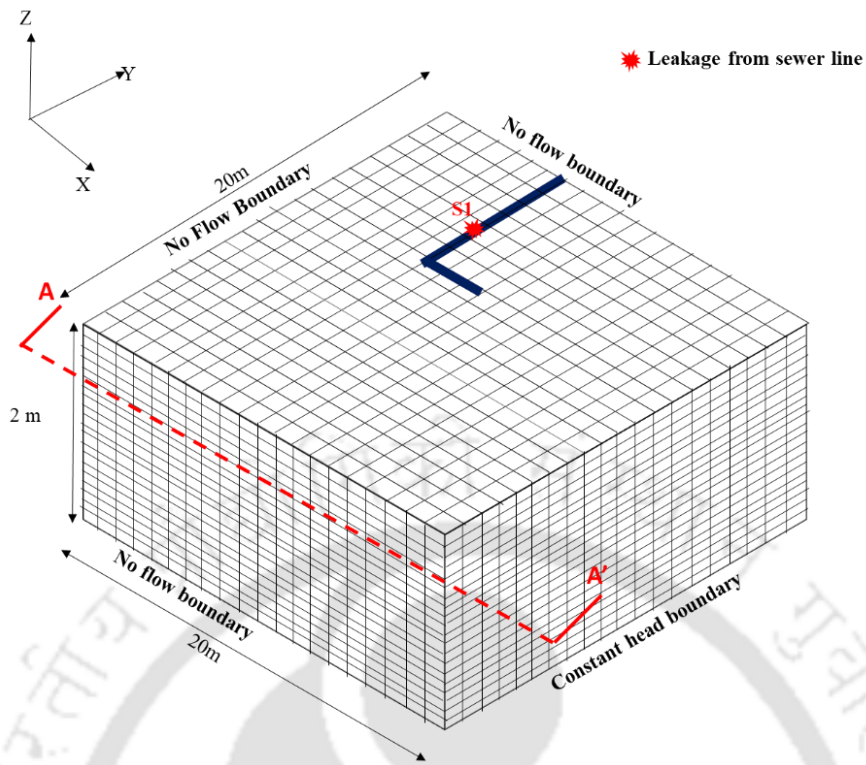 Z
Y
X
Leakage from sewer line
20m
No Flow Boundary
No flow boundary
S1
A
2 m
No flow boundary
20m
A'
Constant head boundary